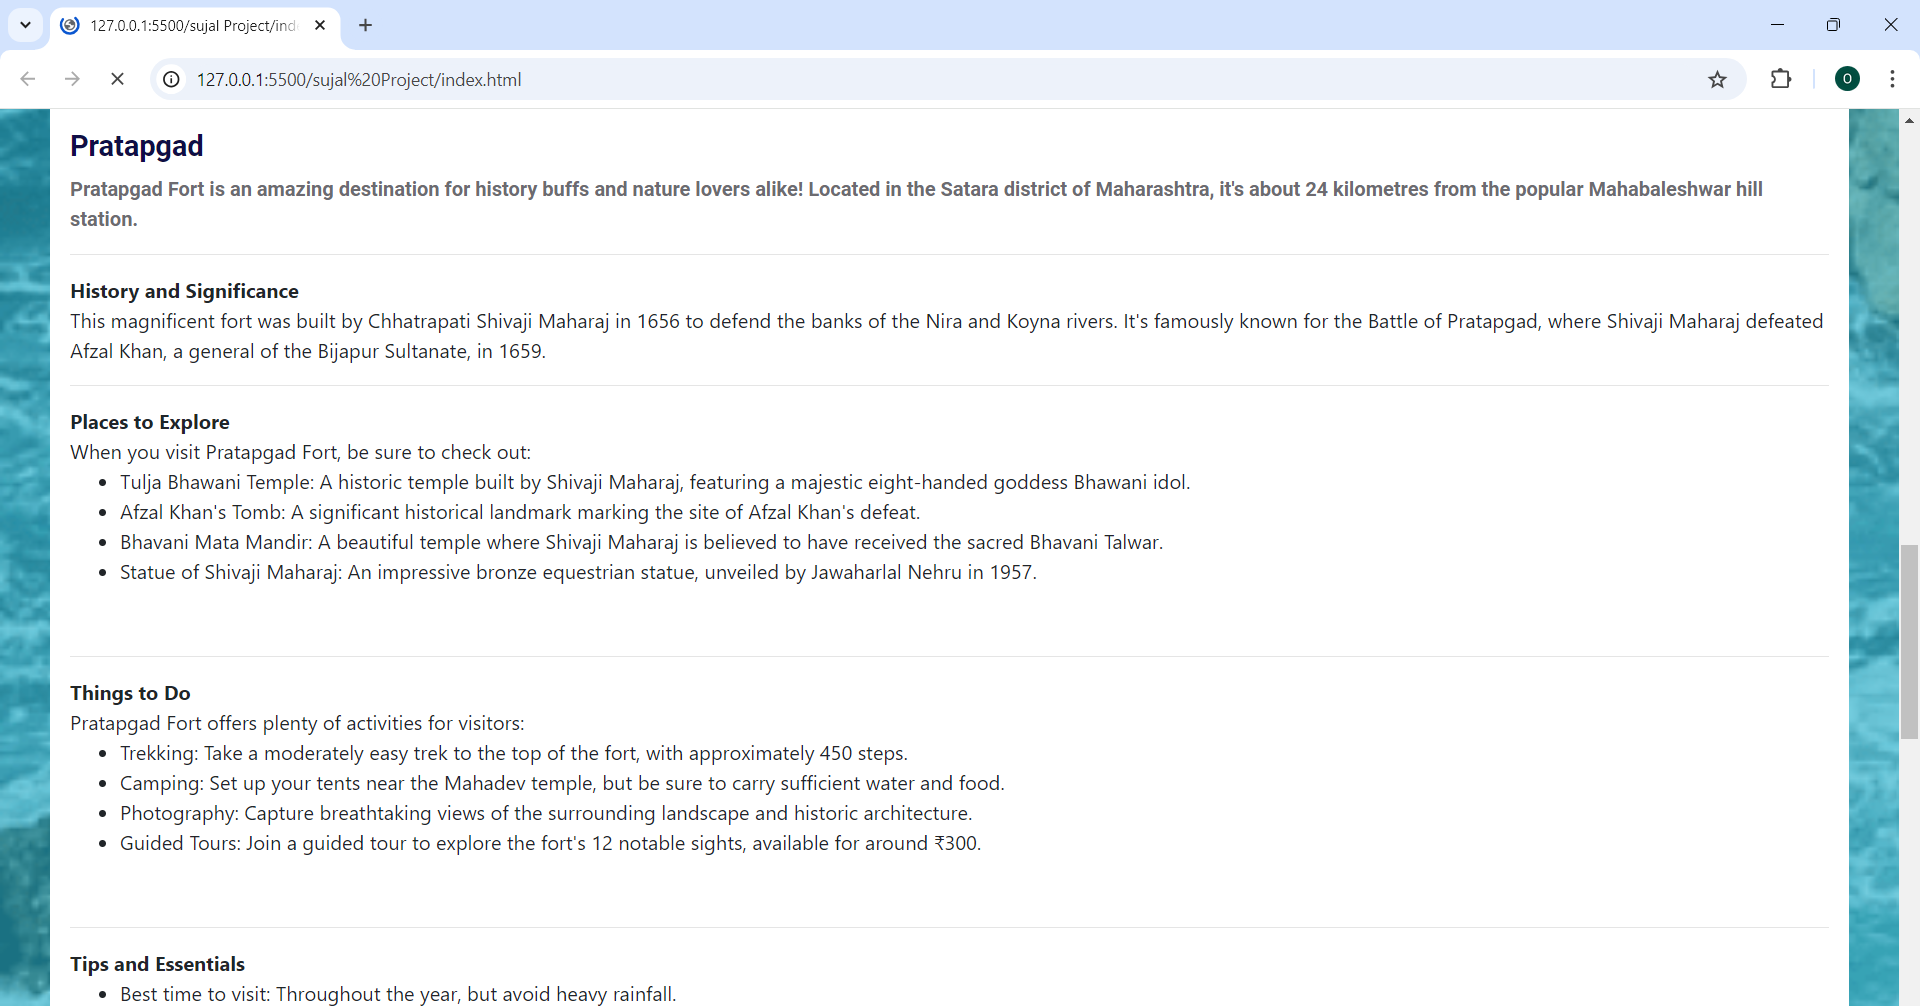 127.0.0.1:5500/sujal Project/ind
127.0.0.1:5500/sujal%20Project/index.html
O
Pratapgad
Pratapgad Fort is an amazing destination for history buffs and nature lovers alike! Located in the Satara district of Maharashtra, it's about 24 kilometres from the popular Mahabaleshwar hill
station.
History and Significance
This magnificent fort was built by Chhatrapati Shivaji Maharaj in 1656 to defend the banks of the Nira and Koyna rivers. It's famously known for the Battle of Pratapgad, where Shivaji Maharaj defeated
Afzal Khan, a general of the Bijapur Sultanate, in 1659.
Places to Explore
When you visit Pratapgad Fort, be sure to check out:
• Tulja Bhawani Temple: A historic temple built by Shivaji Maharaj, featuring a majestic eight-handed goddess Bhawani idol.
• Afzal Khan's Tomb: A significant historical landmark marking the site of Afzal Khan's defeat.
• Bhavani Mata Mandir: A beautiful temple where Shivaji Maharaj is believed to have received the sacred Bhavani Talwar.
• Statue of Shivaji Maharaj: An impressive bronze equestrian statue, unveiled by Jawaharlal Nehru in 1957.
Things to Do
Pratapgad Fort offers plenty of activities for visitors:
• Trekking: Take a moderately easy trek to the top of the fort, with approximately 450 steps.
• Camping: Set up your tents near the Mahadev temple, but be sure to carry sufficient water and food.
• Photography: Capture breathtaking views of the surrounding landscape and historic architecture.
• Guided Tours: Join a guided tour to explore the fort's 12 notable sights, available for around ₹300.
Tips and Essentials
• Best time to visit: Throughout the year, but avoid heavy rainfall.